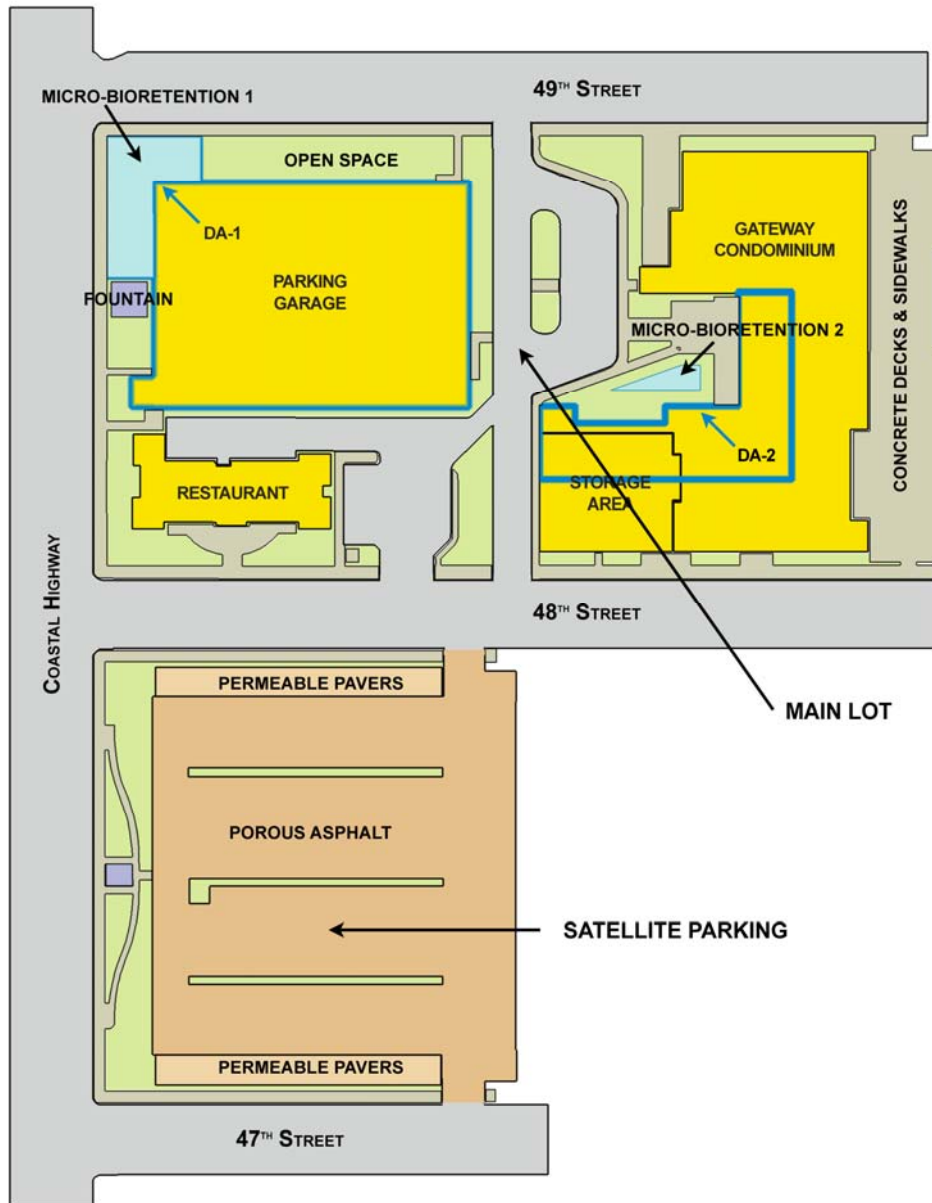 49TH STREET
MICRO-BIORETENTION 1
OPEN SPACE
DA-1
GATEWAY
CONDOMINIUM
PARKING
GARAGE
FOUNTAIN
MICRO-BIORETENTION 2
CONCRETE DECKS & SIDEWALKS
DA-2
RESTAURANT
STORAGE
AREA
COASTAL HIGHWAY
48TH STREET
PERMEABLE PAVERS
MAIN LOT
POROUS ASPHALT
SATELLITE PARKING
PERMEABLE PAVERS
47TH STREET